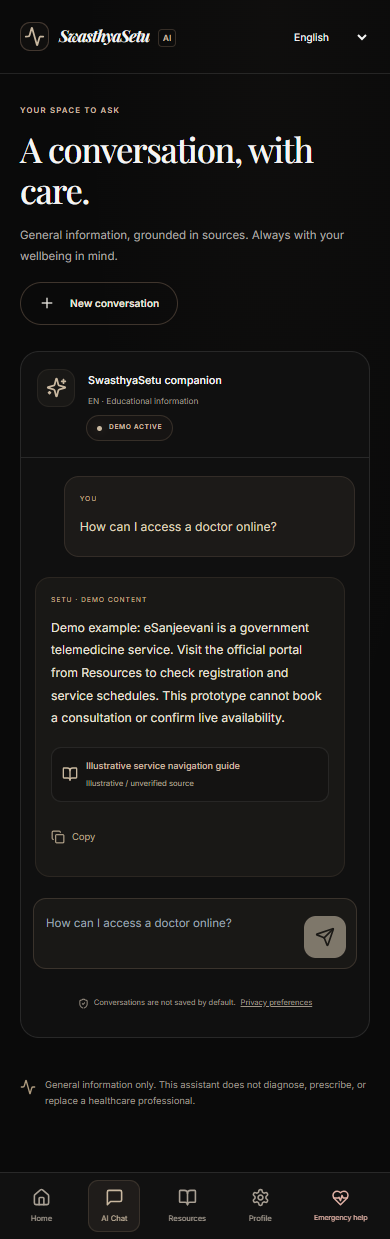 SwasthyaSetu AI
English
YOUR SPACE TO ASK
A conversation, with
care.
General information, grounded in sources. Always with your
wellbeing in mind.
New conversation
SwasthyaSetu companion
EN · Educational information
DEMO ACTIVE
YOU
How can I access a doctor online?
SETU · DEMO CONTENT
Demo example: eSanjeevani is a government
telemedicine service. Visit the official portal
from Resources to check registration and
service schedules. This prototype cannot book
a consultation or confirm live availability.
Illustrative service navigation guide
Illustrative / unverified source
Copy
How can I access a doctor online?
Conversations are not saved by default. Privacy preferences
General information only. This assistant does not diagnose, prescribe, or
replace a healthcare professional.
Home
AI Chat
Resources
Profile
Emergency help